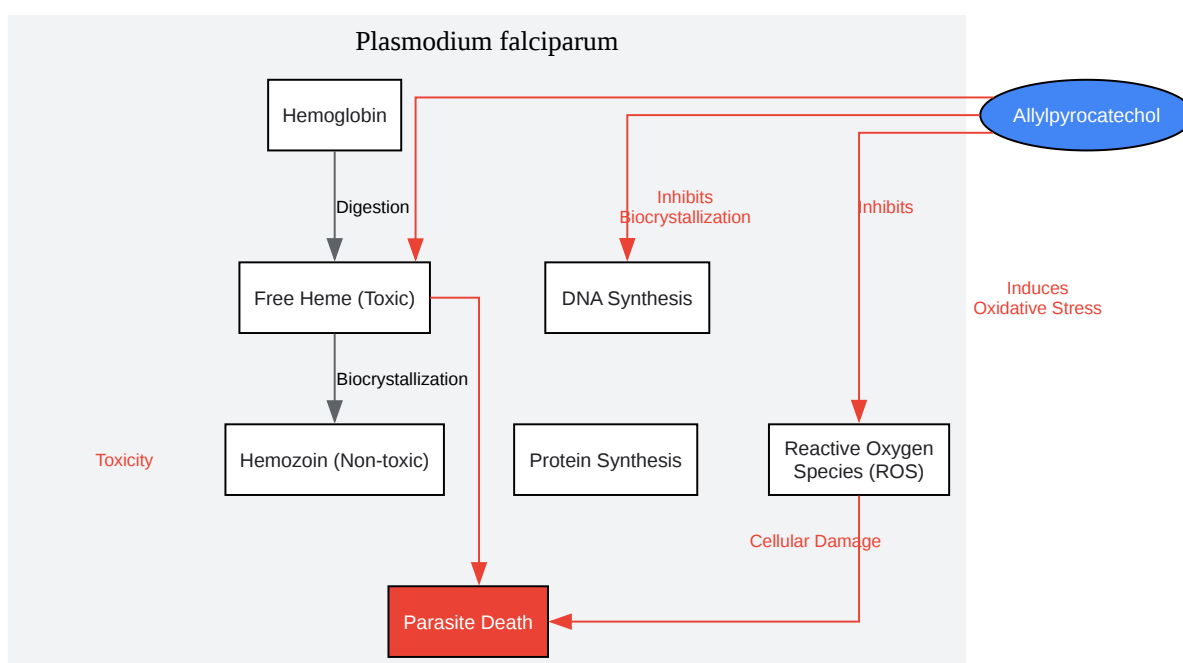 Plasmodium falciparum
Hemoglobin
Allylpyrocatechol
Digestion
Inhibits
Biocrystallization
Inhibits
Free Heme (Toxic)
DNA Synthesis
Induces
Oxidative Stress
Biocrystallization
Toxicity
Hemozoin (Non-toxic)
Protein Synthesis
Reactive Oxygen
Species (ROS)
Cellular Damage
Parasite Death